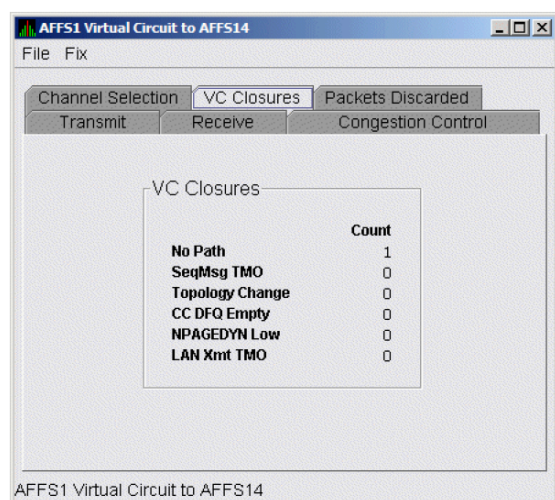 AFFS1 Virtual Circuit to AFFS14
File Fix
Channel Selection VC Closures Packets Discarded
Transmit Receive Congestion Control
VC Closures
Count
No Path 1
SeqMsg TMO 0
Topology Change 0
CC DFQ Empty 0
NPAGEDYN Low 0
LAN Xmt TMO 0
AFFS1 Virtual Circuit to AFFS14